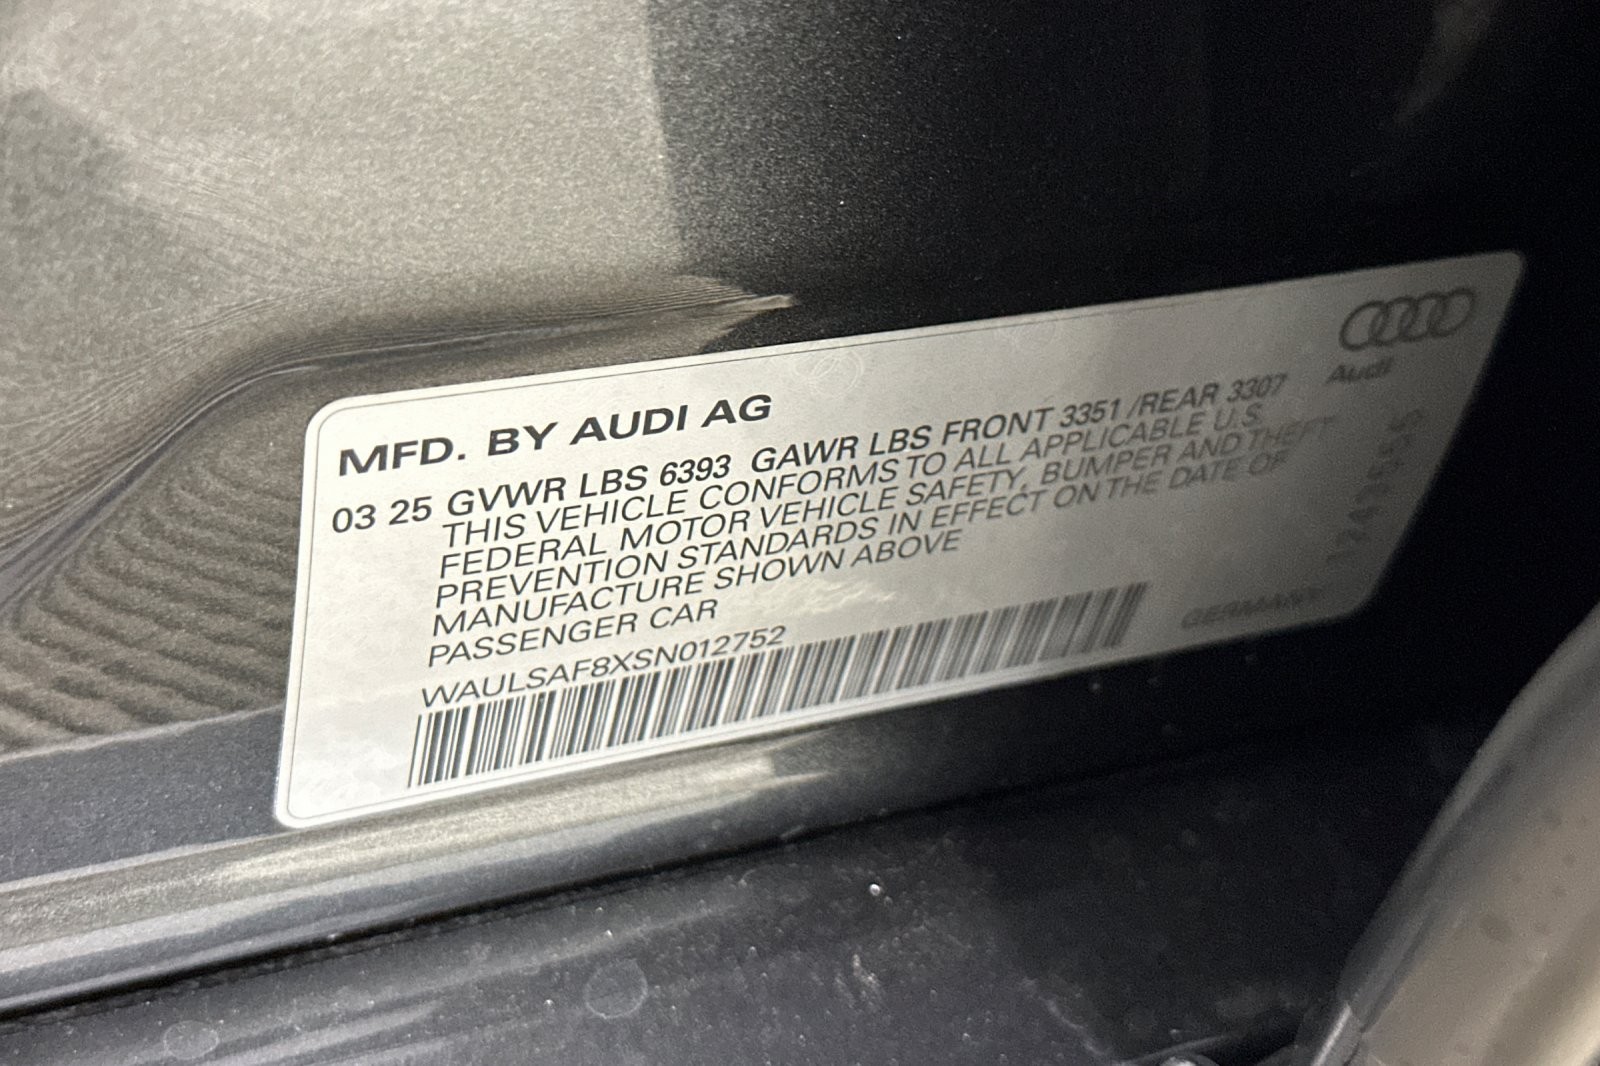 Audi
MFD. BY AUDI AG
03 25 GVWR LBS 6393 GAWR LBS FRONT 3351 /REAR 3307
THIS VEHICLE CONFORMS TO ALL APPLICABLE U.S.
FEDERAL MOTOR VEHICLE SAFETY, BUMPER AND THEFT
PREVENTION STANDARDS IN EFFECT ON THE DATE OF
MANUFACTURE SHOWN ABOVE
PASSENGER CAR
WAULSAF8XSN012752
GERMANY